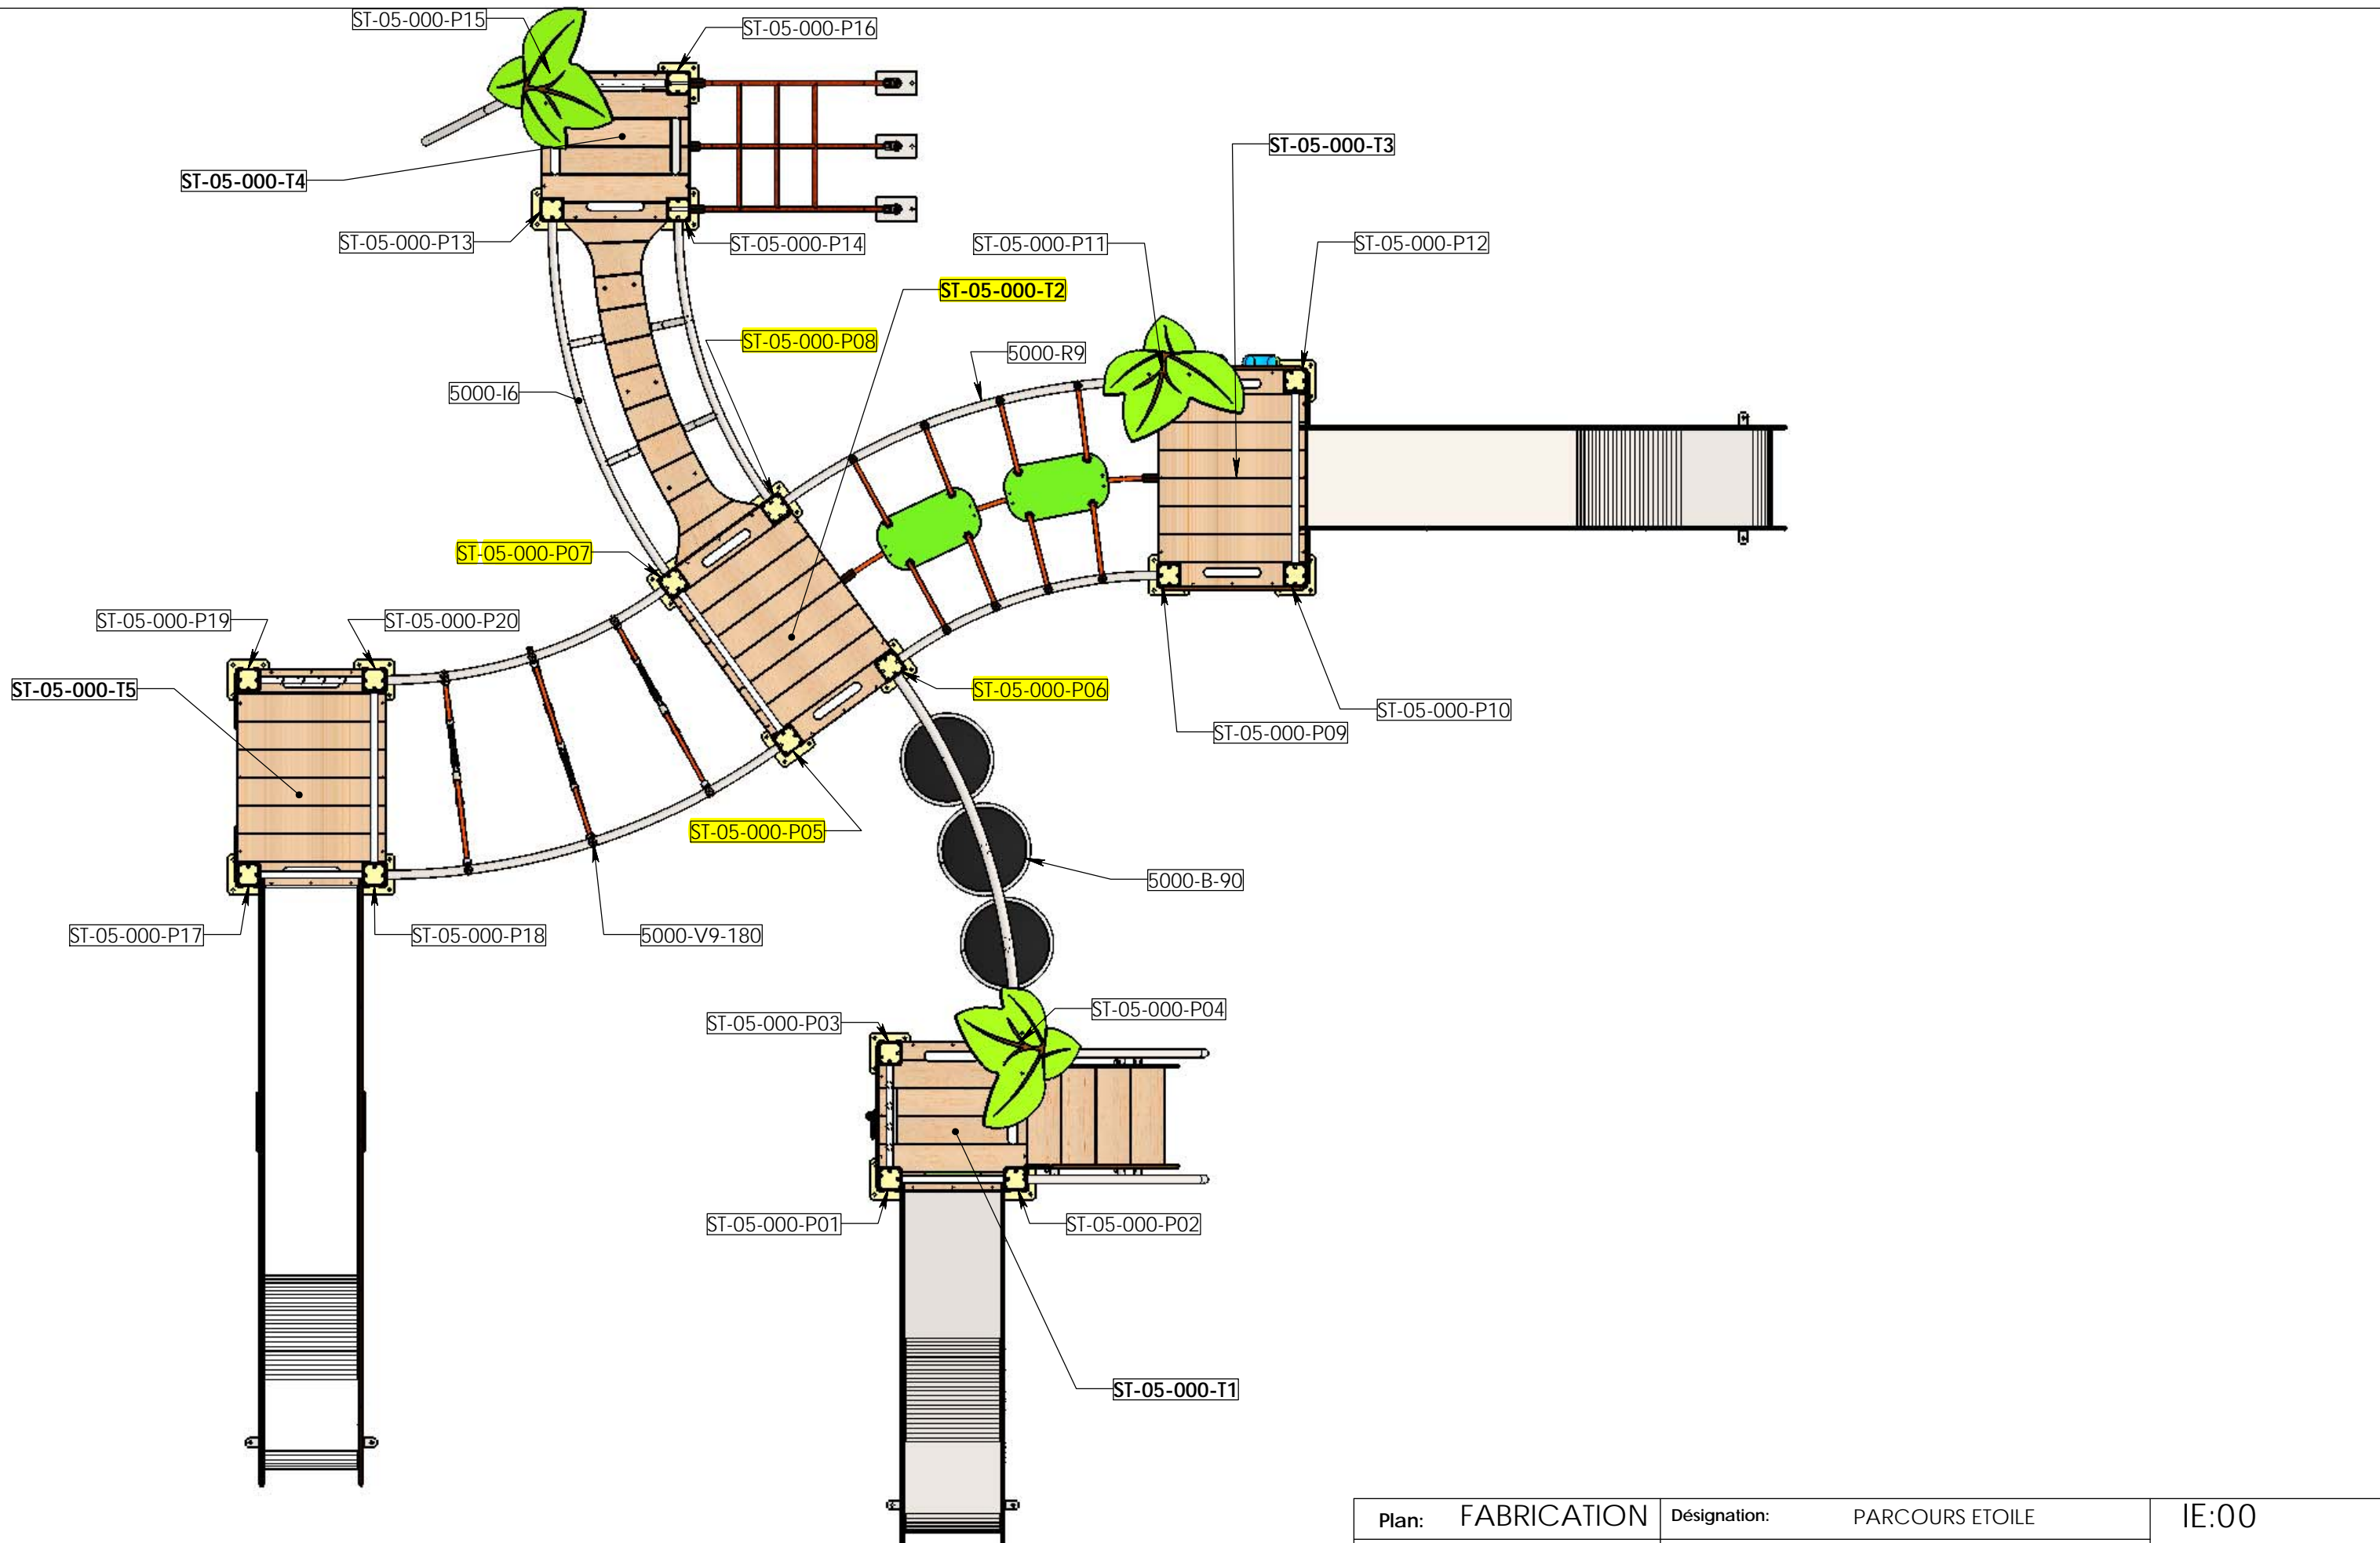 ST-05-000-P15
ST-05-000-P16
ST-05-000-T3
ST-05-000-T4
ST-05-000-P13
ST-05-000-P14
ST-05-000-P11
ST-05-000-P12
ST-05-000-T2
ST-05-000-P08
5000-R9
5000-I6
ST-05-000-P07
ST-05-000-P19
ST-05-000-P20
ST-05-000-T5
ST-05-000-P06
ST-05-000-P10
ST-05-000-P09
ST-05-000-P05
5000-B-90
ST-05-000-P17
ST-05-000-P18
5000-V9-180
ST-05-000-P03
ST-05-000-P04
ST-05-000-P01
ST-05-000-P02
ST-05-000-T1
Plan: FABRICATION Désignation: PARCOURS ETOILE IE:00